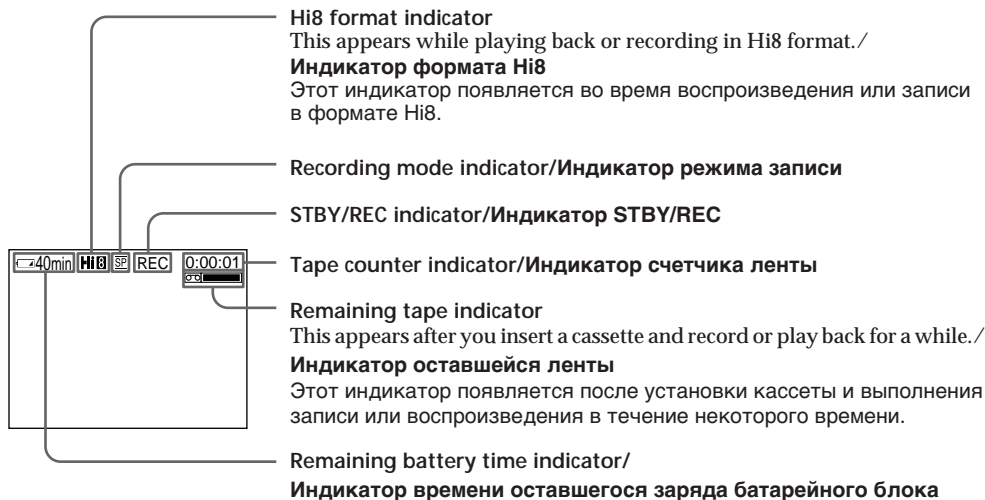 Hi8 format indicator
This appears while playing back or recording in Hi8 format./
Индикатор формата Hi8
Этот индикатор появляется во время воспроизведения или записи
в формате Hi8.
Recording mode indicator/Индикатор режима записи
STBY/REC indicator/Индикатор STBY/REC
40min Hi8 SP REC 0:00:01
Tape counter indicator/Индикатор счетчика ленты
Remaining tape indicator
This appears after you insert a cassette and record or play back for a while./
Индикатор оставшейся ленты
Этот индикатор появляется после установки кассеты и выполнения
записи или воспроизведения в течение некоторого времени.
Remaining battery time indicator/
Индикатор времени оставшегося заряда батарейного блока